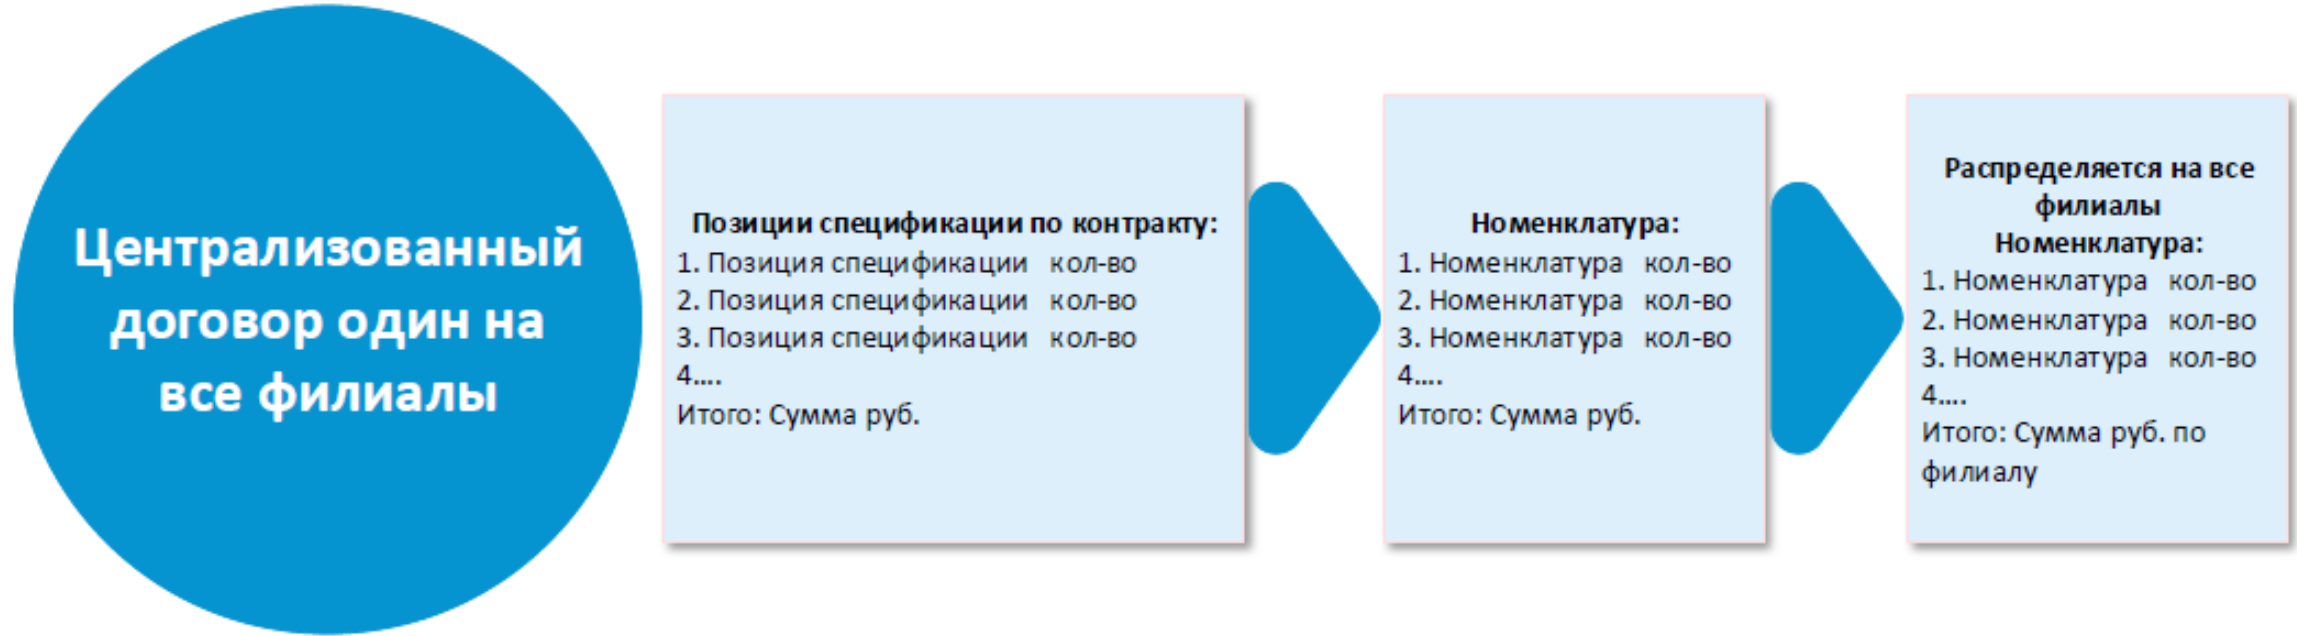 Централизованный
договор один на
все филиалы
Позиции спецификации по контракту:
1. Позиция спецификации кол-во
2. Позиция спецификации кол-во
3. Позиция спецификации кол-во
4....
Итого: Сумма руб.
Номенклатура:
1. Номенклатура кол-во
2. Номенклатура кол-во
3. Номенклатура кол-во
4....
Итого: Сумма руб.
Распределяется на все
филиалы
Номенклатура:
1. Номенклатура кол-во
2. Номенклатура кол-во
3. Номенклатура кол-во
4....
Итого: Сумма руб. по
филиалу